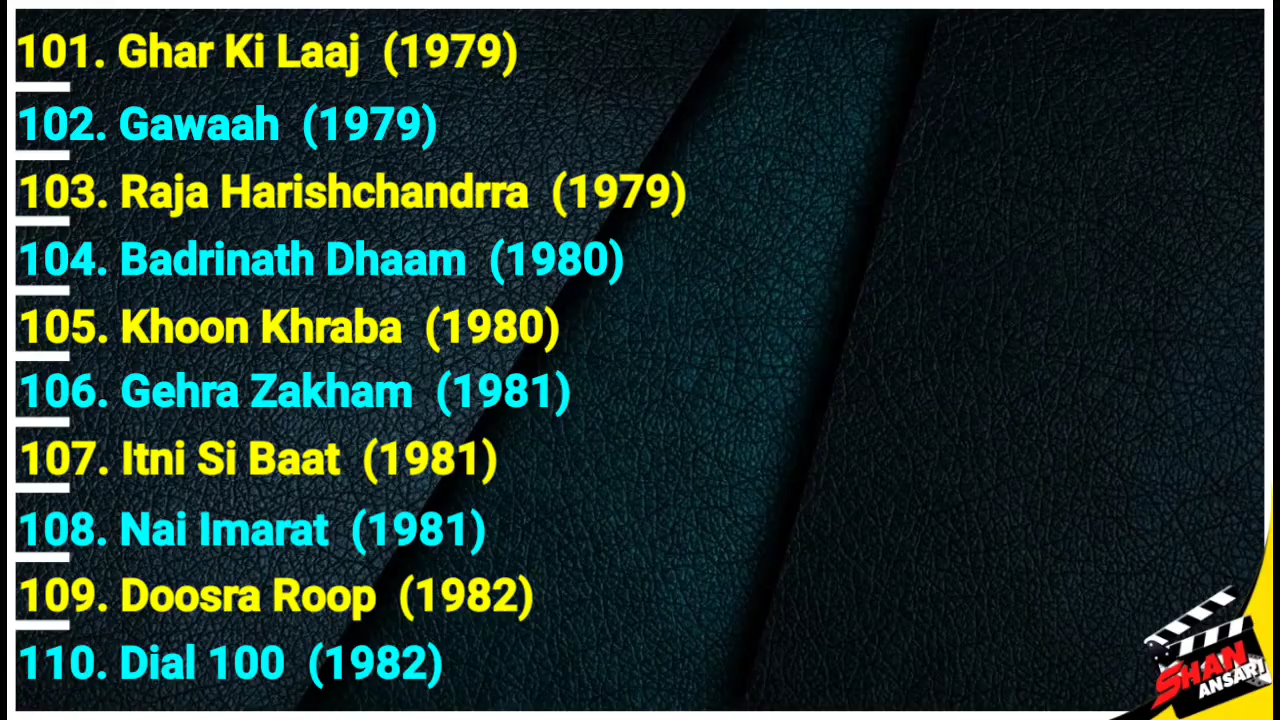 101. Ghar Ki Laaj (1979)
102. Gawaah (1979)
103. Raja Harishchandrra (1979)
104. Badrinath Dhaam (1980)
105. Khoon Khraba (1980)
106. Gehra Zakham (1981)
107. Itni Si Baat (1981)
108. Nai Imarat (1981)
109. Doosra Roop (1982)
110. Dial 100 (1982)
SHAN
ANSARI